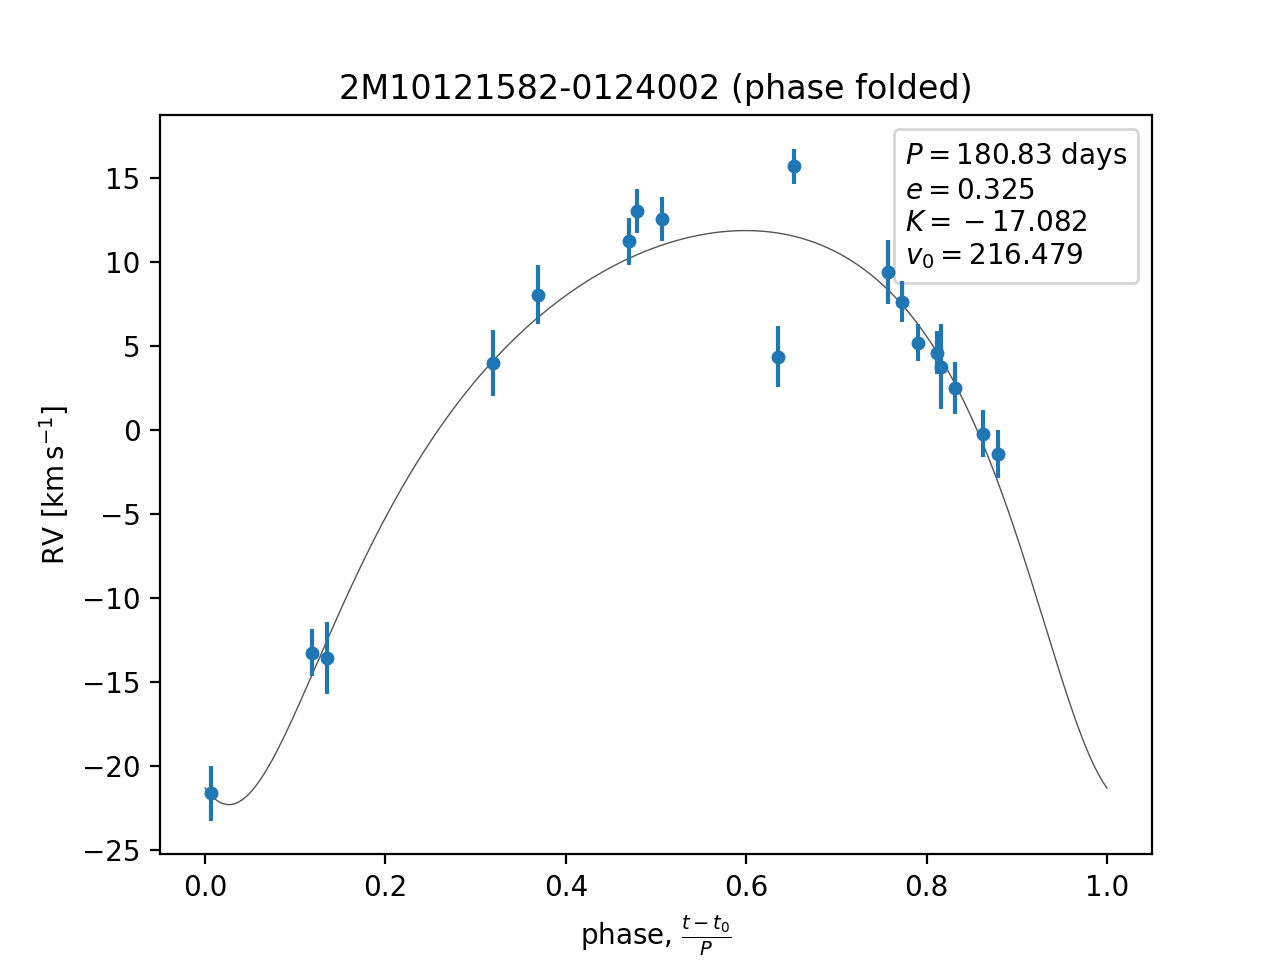 2M10121582-0124002 (phase folded)
P = 180.83 days
e = 0.325
K = −17.082
v₀ = 216.479
RV [km s⁻¹]
15
10
5
0
−5
−10
−15
−20
−25
0.0 0.2 0.4 0.6 0.8 1.0
phase, (t − t₀)/P